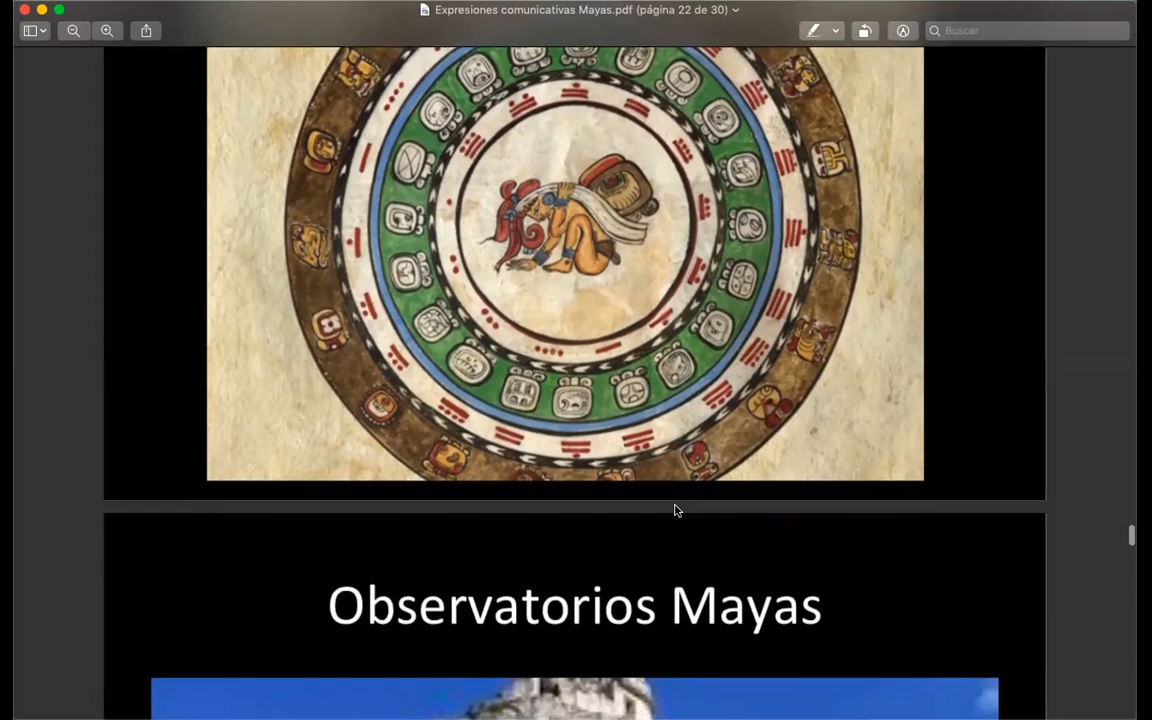 Expresiones comunicativas Mayas.pdf (página 22 de 30)
Buscar
Observatorios Mayas